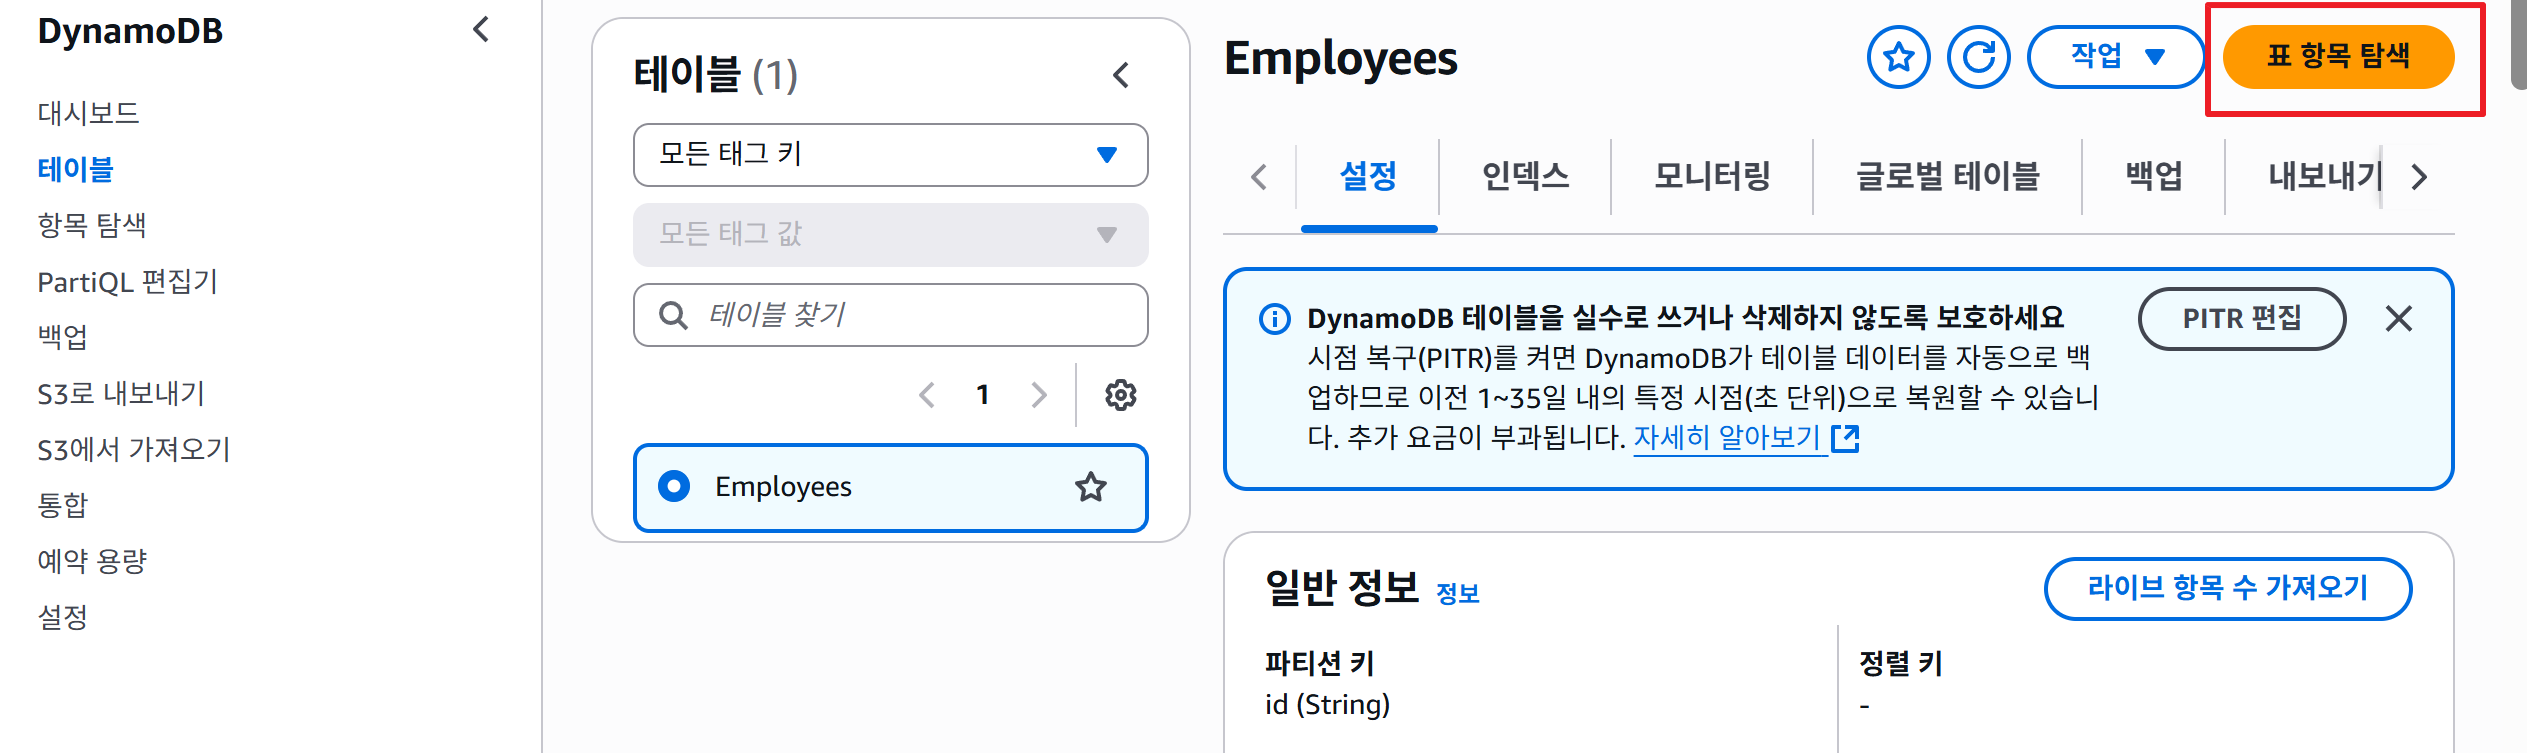 DynamoDB
대시보드
테이블
항목 탐색
PartiQL 편집기
백업
S3로 내보내기
S3에서 가져오기
통합
예약 용량
설정
테이블 (1)
모든 태그 키
모든 태그 값
테이블 찾기
1
Employees
Employees
작업
표 항목 탐색
설정
인덱스
모니터링
글로벌 테이블
백업
내보내기
DynamoDB 테이블을 실수로 쓰거나 삭제하지 않도록 보호하세요
시점 복구(PITR)를 켜면 DynamoDB가 테이블 데이터를 자동으로 백
업하므로 이전 1~35일 내의 특정 시점(초 단위)으로 복원할 수 있습니
다. 추가 요금이 부과됩니다. 자세히 알아보기
PITR 편집
일반 정보 정보
라이브 항목 수 가져오기
파티션 키
id (String)
정렬 키
-